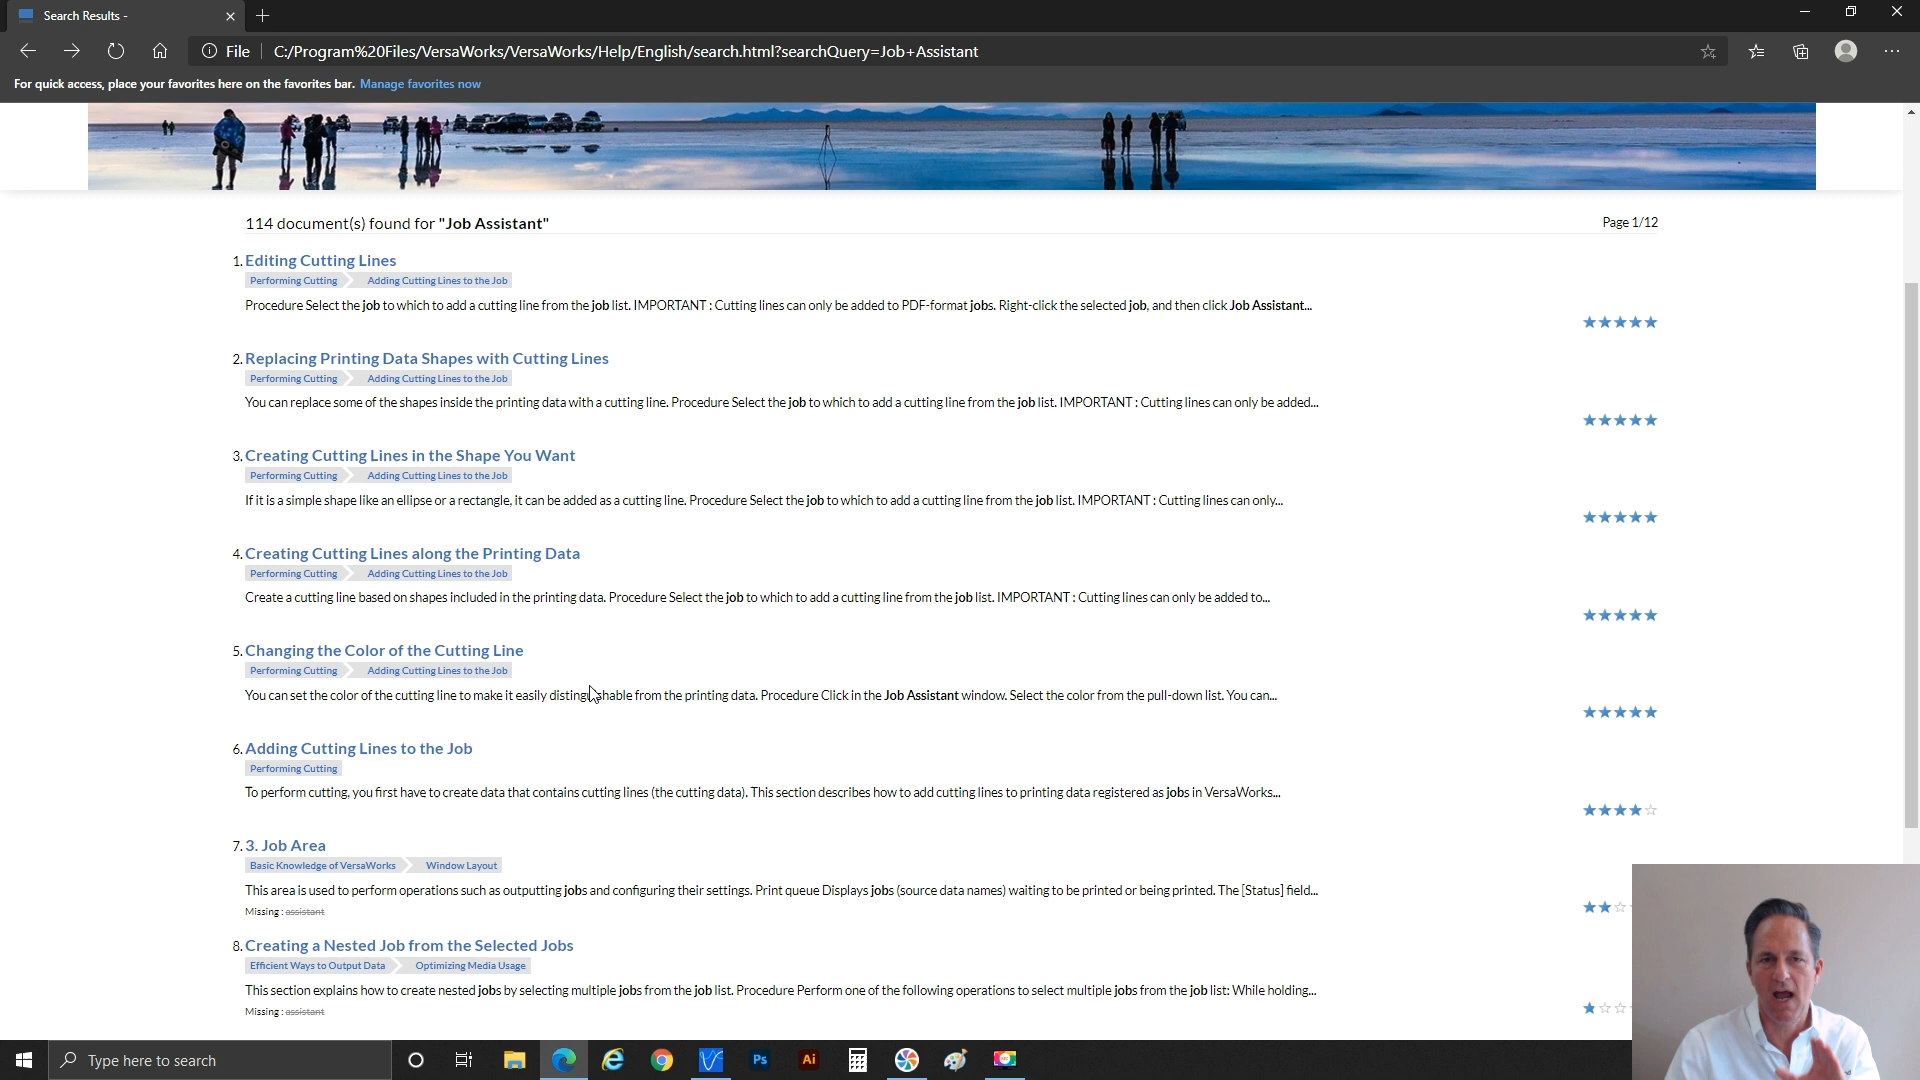 Search Results -
File
C:/Program%20Files/VersaWorks/VersaWorks/Help/English/search.html?searchQuery=Job+Assistant
For quick access, place your favorites here on the favorites bar. Manage favorites now
114 document(s) found for "Job Assistant"
Page 1/12
1. Editing Cutting Lines
Performing Cutting Adding Cutting Lines to the Job
Procedure Select the job to which to add a cutting line from the job list. IMPORTANT : Cutting lines can only be added to PDF-format jobs. Right-click the selected job, and then click Job Assistant...
2. Replacing Printing Data Shapes with Cutting Lines
Performing Cutting Adding Cutting Lines to the Job
You can replace some of the shapes inside the printing data with a cutting line. Procedure Select the job to which to add a cutting line from the job list. IMPORTANT : Cutting lines can only be added...
3. Creating Cutting Lines in the Shape You Want
Performing Cutting Adding Cutting Lines to the Job
If it is a simple shape like an ellipse or a rectangle, it can be added as a cutting line. Procedure Select the job to which to add a cutting line from the job list. IMPORTANT : Cutting lines can only...
4. Creating Cutting Lines along the Printing Data
Performing Cutting Adding Cutting Lines to the Job
Create a cutting line based on shapes included in the printing data. Procedure Select the job to which to add a cutting line from the job list. IMPORTANT : Cutting lines can only be added to...
5. Changing the Color of the Cutting Line
Performing Cutting Adding Cutting Lines to the Job
You can set the color of the cutting line to make it easily distinguishable from the printing data. Procedure Click in the Job Assistant window. Select the color from the pull-down list. You can...
6. Adding Cutting Lines to the Job
Performing Cutting
To perform cutting, you first have to create data that contains cutting lines (the cutting data). This section describes how to add cutting lines to printing data registered as jobs in VersaWorks...
7. 3. Job Area
Basic Knowledge of VersaWorks Window Layout
This area is used to perform operations such as outputting jobs and configuring their settings. Print queue Displays jobs (source data names) waiting to be printed or being printed. The [Status] field...
Missing : assistant
8. Creating a Nested Job from the Selected Jobs
Efficient Ways to Output Data Optimizing Media Usage
This section explains how to create nested jobs by selecting multiple jobs from the job list. Procedure Perform one of the following operations to select multiple jobs from the job list: While holding...
Missing : assistant
Type here to search
Ps
Ai